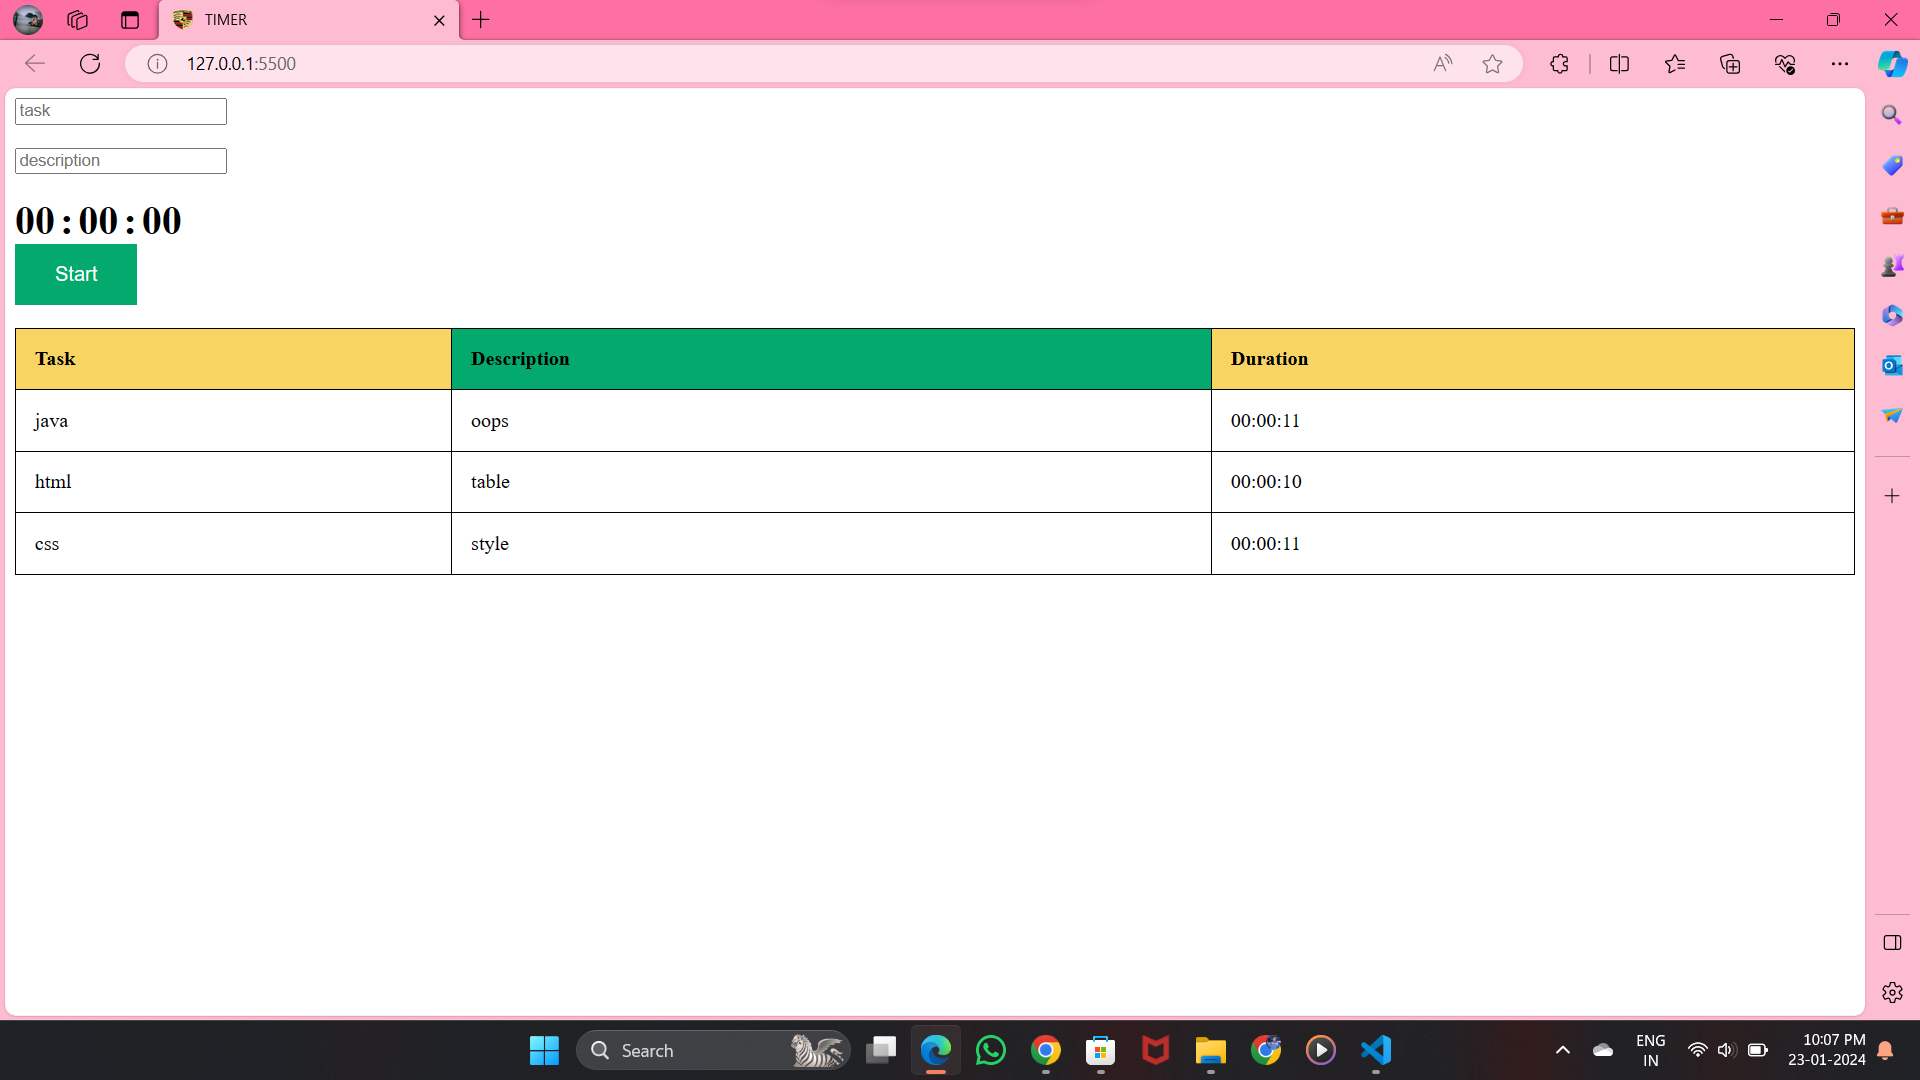 TIMER
127.0.0.1:5500
task
description
00 : 00 : 00
Start
Task Description Duration
java oops 00:00:11
html table 00:00:10
css style 00:00:11
Search
ENG
IN
10:07 PM
23-01-2024